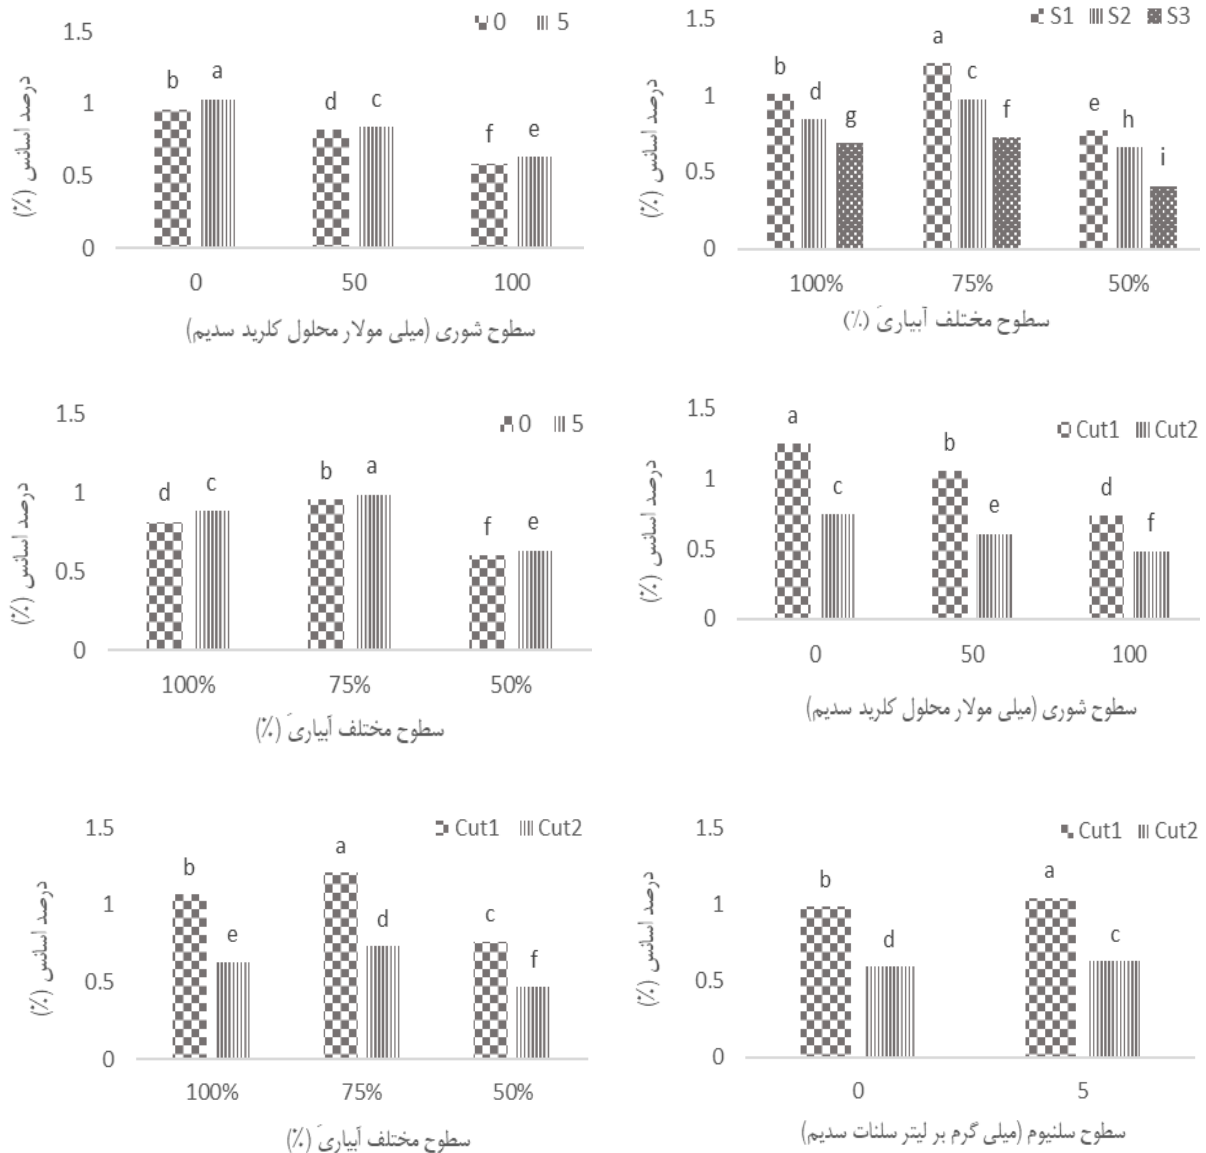 0 5
درصد اسانس (٪)
1.5
1
0.5
0
b a d c f e
0 50 100
سطوح شوری (میلی مولار محلول کلرید سدیم)
S1 S2 S3
درصد اسانس (٪)
1.5
1
0.5
0
b d g a c f e h i
100% 75% 50%
سطوح مختلف آبیاریَ (٪)
0 5
درصد اسانس (٪)
1.5
1
0.5
0
d c b a f e
100% 75% 50%
سطوح مختلف آبیاریَ (٪)
Cut1 Cut2
درصد اسانس (٪)
1.5
1
0.5
0
a c b e d f
0 50 100
سطوح شوری (میلی مولار محلول کلرید سدیم)
Cut1 Cut2
درصد اسانس (٪)
1.5
1
0.5
0
b e a d c f
100% 75% 50%
سطوح مختلف آبیاریَ (٪)
Cut1 Cut2
درصد اسانس (٪)
1.5
1
0.5
0
b d a c
0 5
سطوح سلنیوم (میلی گرم بر لیتر سلنات سدیم)